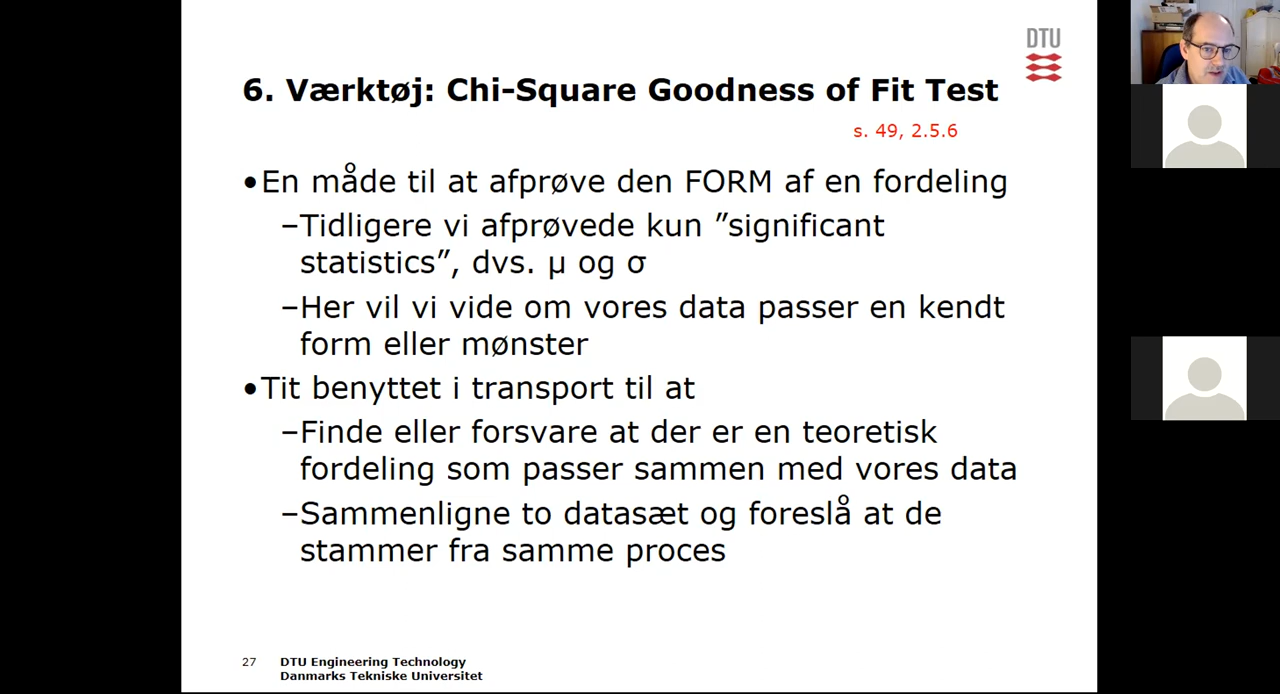 DTU
6. Værktøj: Chi-Square Goodness of Fit Test
s. 49, 2.5.6
•En måde til at afprøve den FORM af en fordeling
–Tidligere vi afprøvede kun ”significant
statistics”, dvs. μ og σ
–Her vil vi vide om vores data passer en kendt
form eller mønster
•Tit benyttet i transport til at
–Finde eller forsvare at der er en teoretisk
fordeling som passer sammen med vores data
–Sammenligne to datasæt og foreslå at de
stammer fra samme proces
27 DTU Engineering Technology
Danmarks Tekniske Universitet